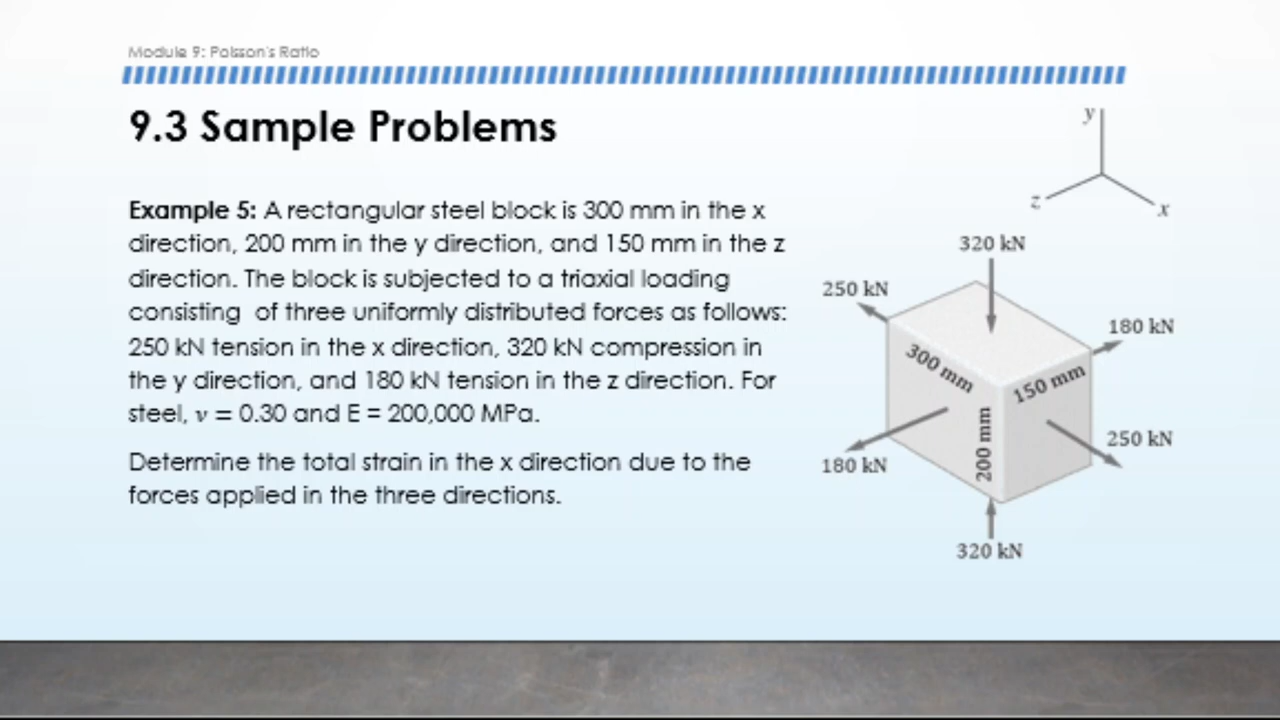 Module 9: Poisson's Ratio
9.3 Sample Problems
Example 5: A rectangular steel block is 300 mm in the x
direction, 200 mm in the y direction, and 150 mm in the z
direction. The block is subjected to a triaxial loading
consisting of three uniformly distributed forces as follows:
250 kN tension in the x direction, 320 kN compression in
the y direction, and 180 kN tension in the z direction. For
steel, ν = 0.30 and E = 200,000 MPa.
Determine the total strain in the x direction due to the
forces applied in the three directions.
y
z
x
320 kN
250 kN
180 kN
300 mm
150 mm
200 mm
250 kN
180 kN
320 kN